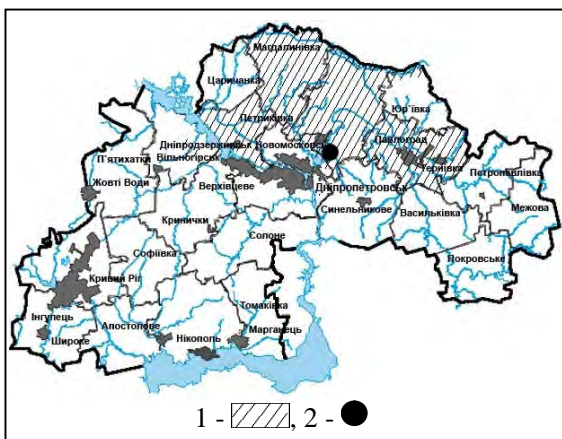 Магдалинівка
Царичанка
Юр'ївка
Петриківка
Дніпродзержинськ
Новомосковськ
Павлоград
Тернівка
П'ятихатки
Вільногірськ
Жовті Води
Верхівцеве
Дніпропетровськ
Петропавлівка
Синельникове
Васильківка
Межова
Кринички
Солоне
Софіївка
Покровське
Кривий Ріг
Томаківка
Інгулець
Апостолове
Широке
Нікополь
Марганець
1 - , 2 -